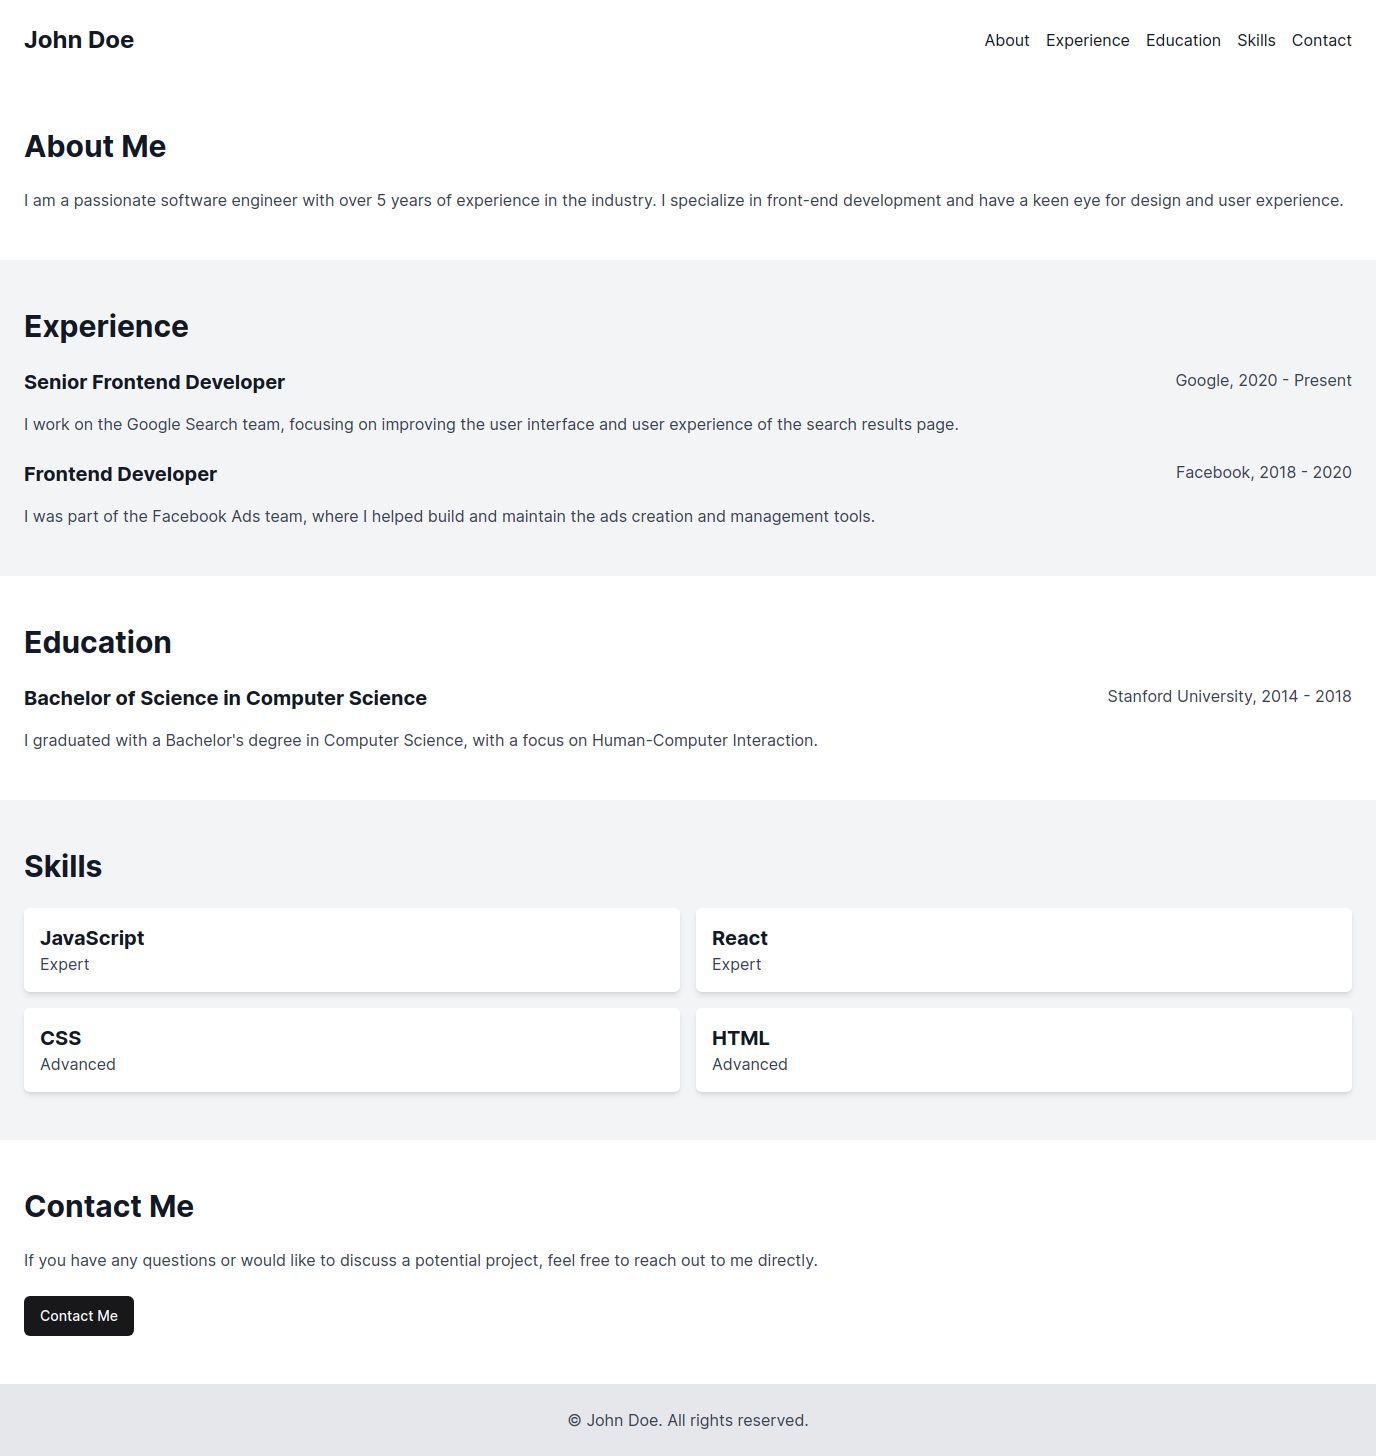 John Doe
About Experience Education Skills Contact
About Me
I am a passionate software engineer with over 5 years of experience in the industry. I specialize in front-end development and have a keen eye for design and user experience.
Experience
Senior Frontend Developer
Google, 2020 - Present
I work on the Google Search team, focusing on improving the user interface and user experience of the search results page.
Frontend Developer
Facebook, 2018 - 2020
I was part of the Facebook Ads team, where I helped build and maintain the ads creation and management tools.
Education
Bachelor of Science in Computer Science
Stanford University, 2014 - 2018
I graduated with a Bachelor's degree in Computer Science, with a focus on Human-Computer Interaction.
Skills
JavaScript
Expert
React
Expert
CSS
Advanced
HTML
Advanced
Contact Me
If you have any questions or would like to discuss a potential project, feel free to reach out to me directly.
Contact Me
© John Doe. All rights reserved.